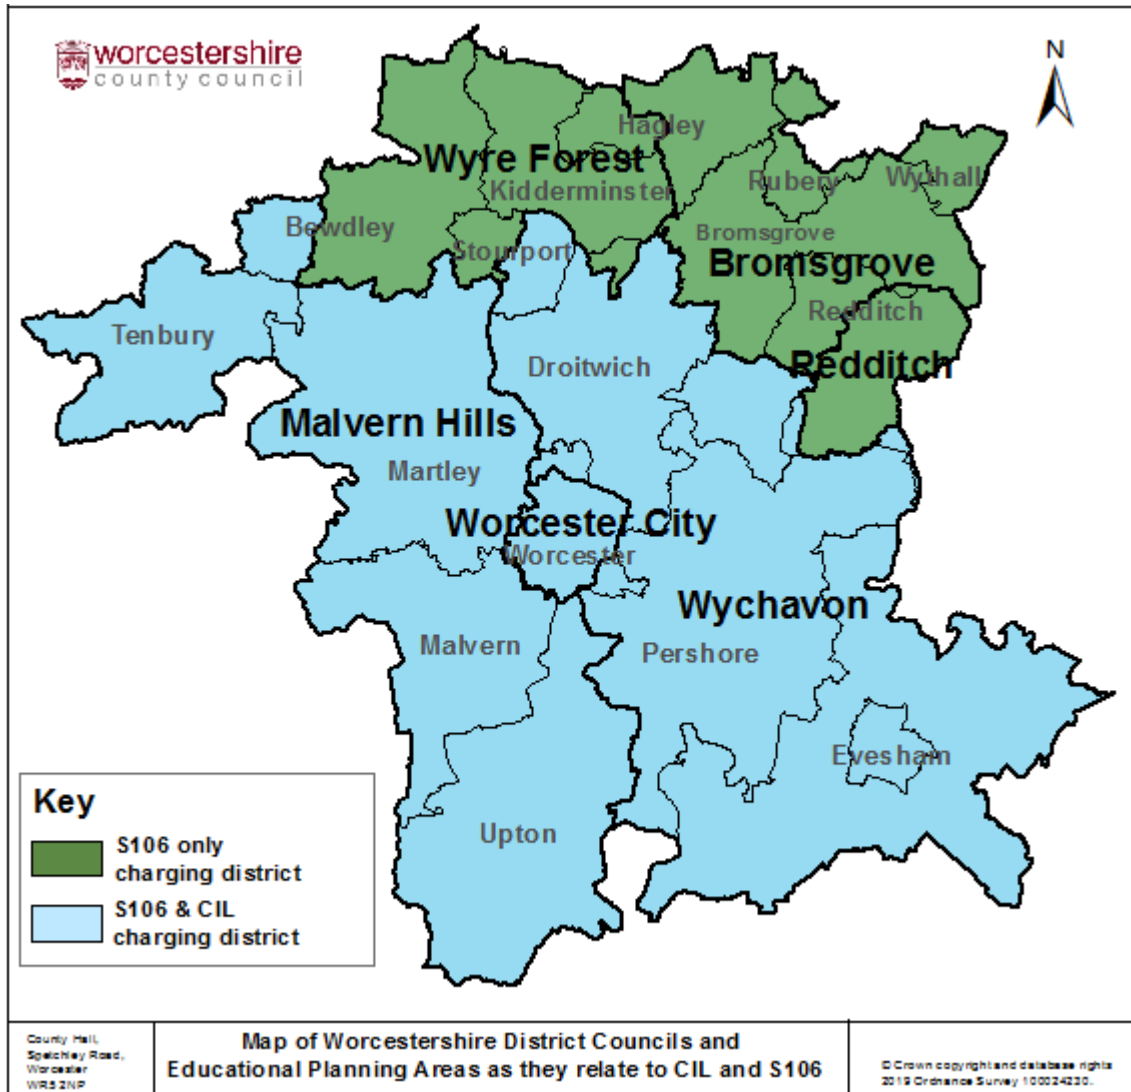 worcestershire
county council
N
Hagley
Wyre Forest
Kidderminster
Rubery
Wythall
Bewdley
Stourport
Bromsgrove
Bromsgrove
Tenbury
Redditch
Redditch
Droitwich
Malvern Hills
Martley
Worcester City
Worcester
Wychavon
Malvern
Pershore
Evesham
Upton
Key
S106 only
charging district
S106 & CIL
charging district
County Hall,
Spetchley Road,
Worcester
WR5 2NP
Map of Worcestershire District Councils and
Educational Planning Areas as they relate to CIL and S106
© Crown copyright and database rights
2019 Ordnance Survey 100024230.